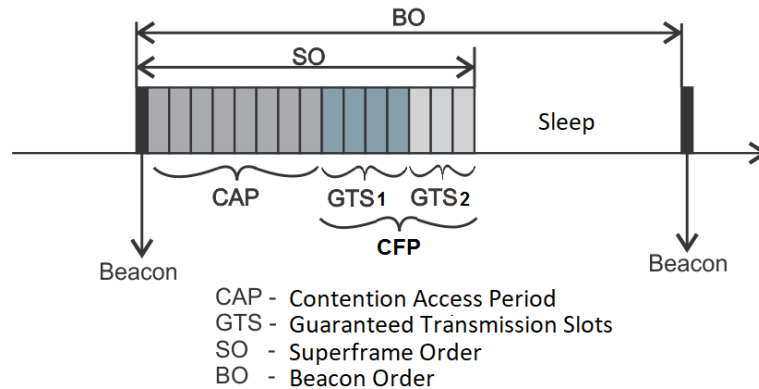 BO
SO
Sleep
CAP
GTS1
GTS2
CFP
Beacon
Beacon
CAP - Contention Access Period
GTS - Guaranteed Transmission Slots
SO - Superframe Order
BO - Beacon Order